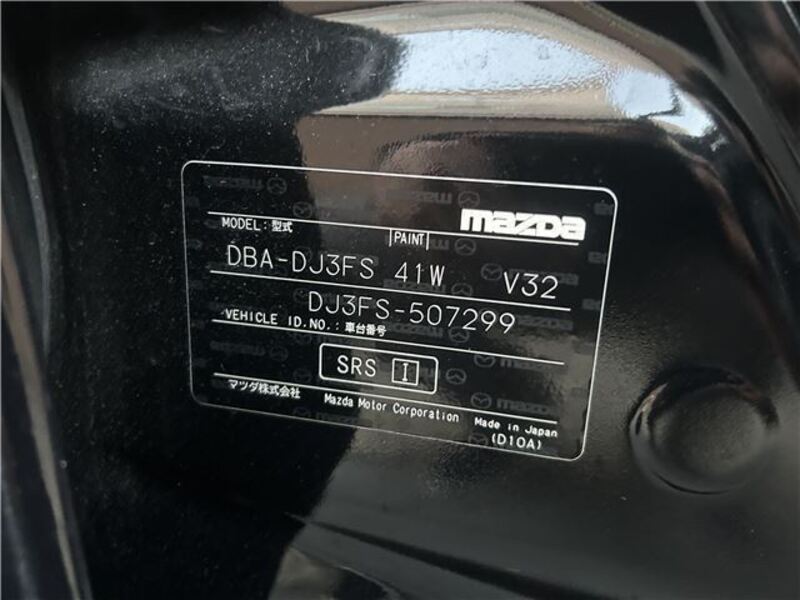 mazda
MODEL: 型式 PAINT
DBA-DJ3FS 41W V32
DJ3FS-507299
VEHICLE ID.NO.: 車台番号
SRS I
マツダ株式会社 Mazda Motor Corporation Made in Japan
(D10A)